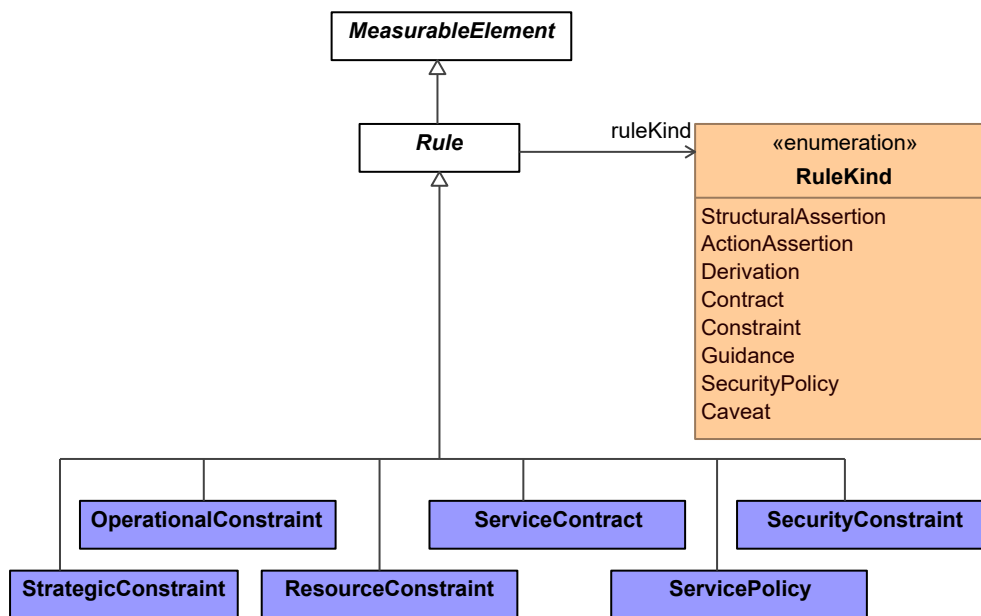 MeasurableElement
Rule
ruleKind
«enumeration»
RuleKind
StructuralAssertion
ActionAssertion
Derivation
Contract
Constraint
Guidance
SecurityPolicy
Caveat
OperationalConstraint
ServiceContract
SecurityConstraint
StrategicConstraint
ResourceConstraint
ServicePolicy